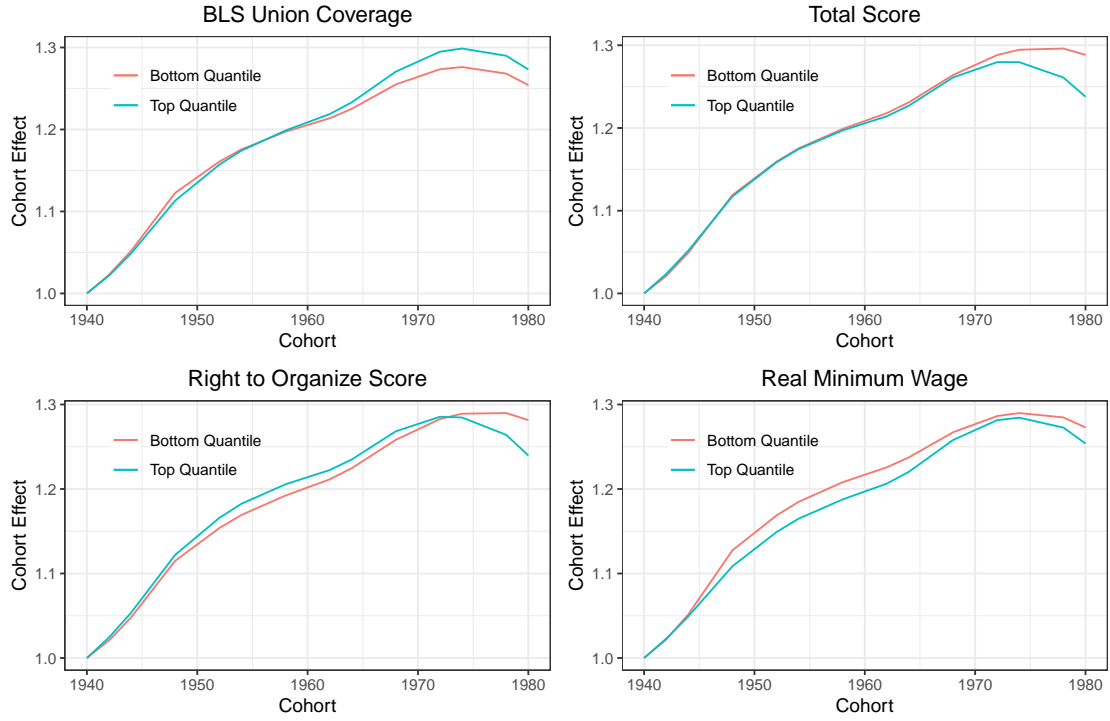 BLS Union Coverage
1.3
1.2
1.1
1.0
Cohort Effect
Bottom Quantile
Top Quantile
1940 1950 1960 1970 1980
Cohort
Total Score
1.3
1.2
1.1
1.0
Cohort Effect
Bottom Quantile
Top Quantile
1940 1950 1960 1970 1980
Cohort
Right to Organize Score
1.3
1.2
1.1
1.0
Cohort Effect
Bottom Quantile
Top Quantile
1940 1950 1960 1970 1980
Cohort
Real Minimum Wage
1.3
1.2
1.1
1.0
Cohort Effect
Bottom Quantile
Top Quantile
1940 1950 1960 1970 1980
Cohort